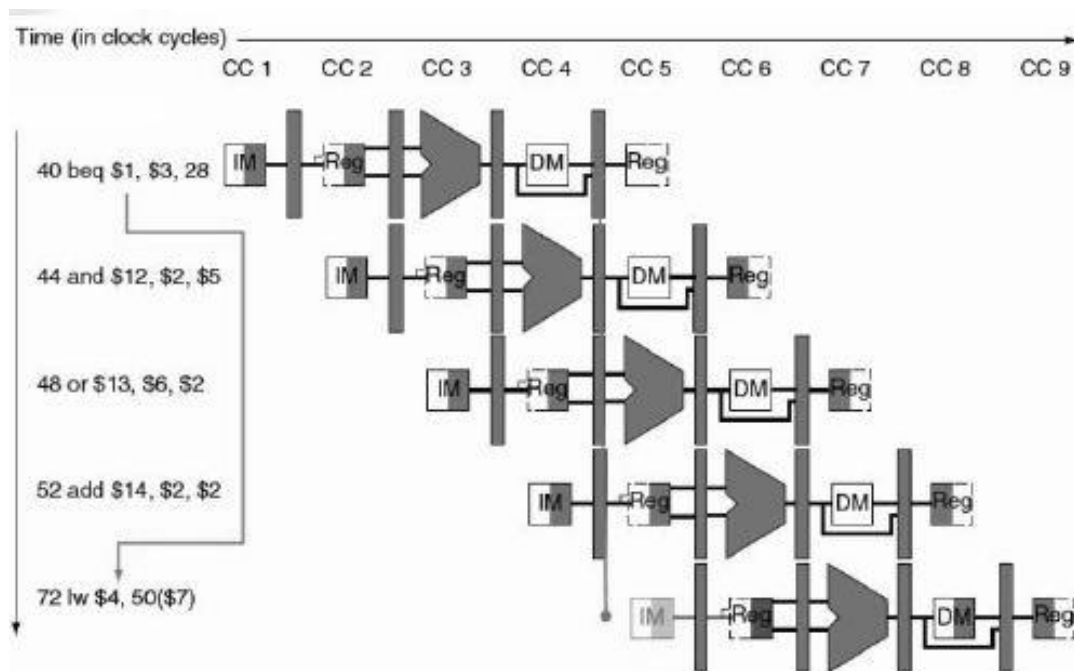 Time (in clock cycles)
CC 1 CC 2 CC 3 CC 4 CC 5 CC 6 CC 7 CC 8 CC 9
40 beq $1, $3, 28 IM Reg DM Reg
44 and $12, $2, $5 IM Reg DM Reg
48 or $13, $6, $2 IM Reg DM Reg
52 add $14, $2, $2 IM Reg DM Reg
72 lw $4, 50($7) IM Reg DM Reg